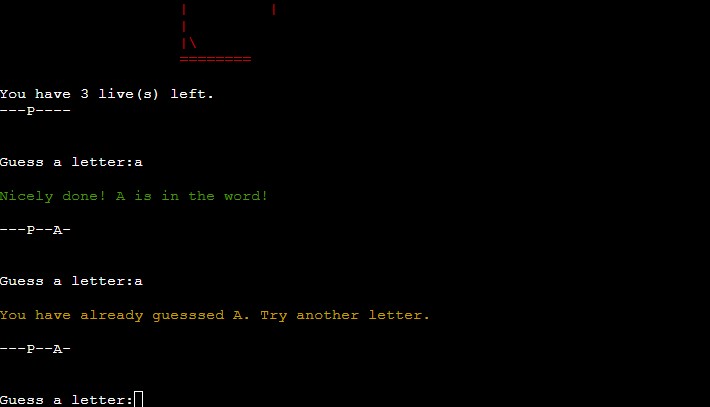 You have 3 live(s) left.
---P----
Guess a letter:a
Nicely done! A is in the word!
---P--A-
Guess a letter:a
You have already guesssed A. Try another letter.
---P--A-
Guess a letter: